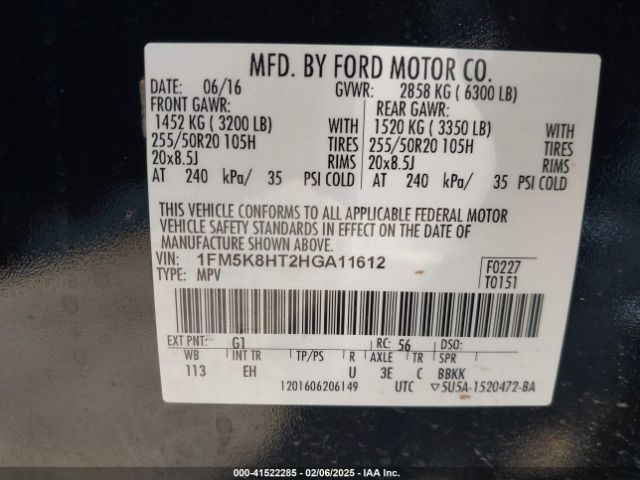 MFD. BY FORD MOTOR CO.
DATE: 06/16 GVWR: 2858 KG ( 6300 LB)
FRONT GAWR: REAR GAWR:
1452 KG ( 3200 LB) WITH 1520 KG ( 3350 LB) WITH
255/50R20 105H TIRES 255/50R20 105H TIRES
20x8.5J RIMS 20x8.5J RIMS
AT 240 kPa/ 35 PSI COLD AT 240 kPa/ 35 PSI COLD
THIS VEHICLE CONFORMS TO ALL APPLICABLE FEDERAL MOTOR
VEHICLE SAFETY STANDARDS IN EFFECT ON THE DATE OF
MANUFACTURE SHOWN ABOVE.
VIN: 1FM5K8HT2HGA11612 F0227
TYPE: MPV T0151
EXT PNT: G1 RC: 56 DSO:
WB INT TR TP/PS R AXLE TR SPR
113 EH U 3E C BBKK
1201606206149 UTC ▽5U5A-1520472-BA
000-41522285 - 02/06/2025 - IAA Inc.